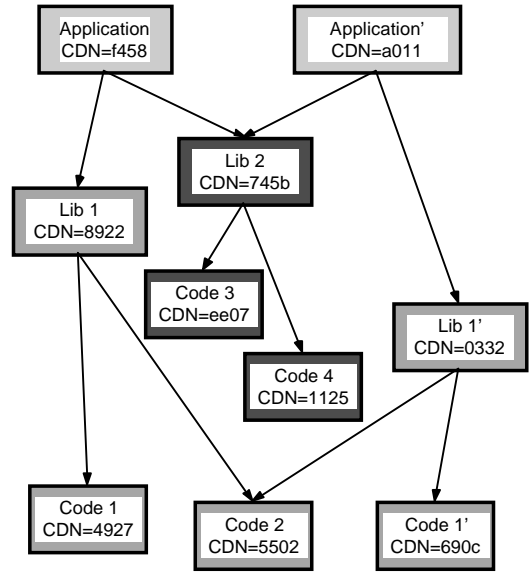 Application
CDN=f458
Application'
CDN=a011
Lib 2
CDN=745b
Lib 1
CDN=8922
Code 3
CDN=ee07
Lib 1'
CDN=0332
Code 4
CDN=1125
Code 1
CDN=4927
Code 2
CDN=5502
Code 1'
CDN=690c